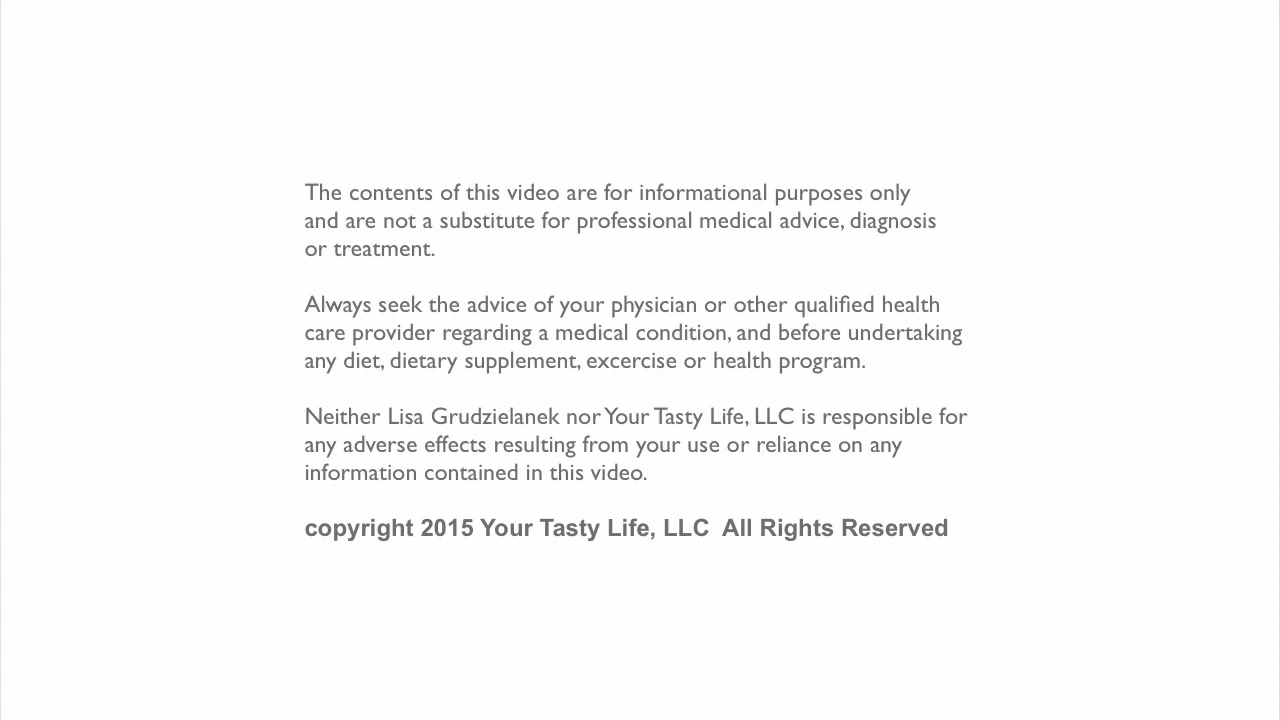 The contents of this video are for informational purposes only
and are not a substitute for professional medical advice, diagnosis
or treatment.
Always seek the advice of your physician or other qualified health
care provider regarding a medical condition, and before undertaking
any diet, dietary supplement, excercise or health program.
Neither Lisa Grudzielanek nor Your Tasty Life, LLC is responsible for
any adverse effects resulting from your use or reliance on any
information contained in this video.
copyright 2015 Your Tasty Life, LLC  All Rights Reserved